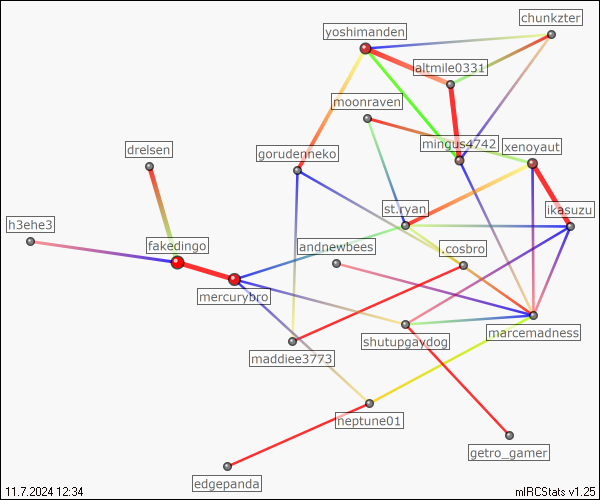 chunkzter
yoshimanden
altmile0331
moonraven
mingus4742
xenoyaut
drelsen
gorudenneko
st.ryan
ikasuzu
h3ehe3
fakedingo
andnewbees
.cosbro
mercurybro
marcemadness
shutupgaydog
maddiee3773
neptune01
getro_gamer
edgepanda
11.7.2024 12:34
mIRCStats v1.25